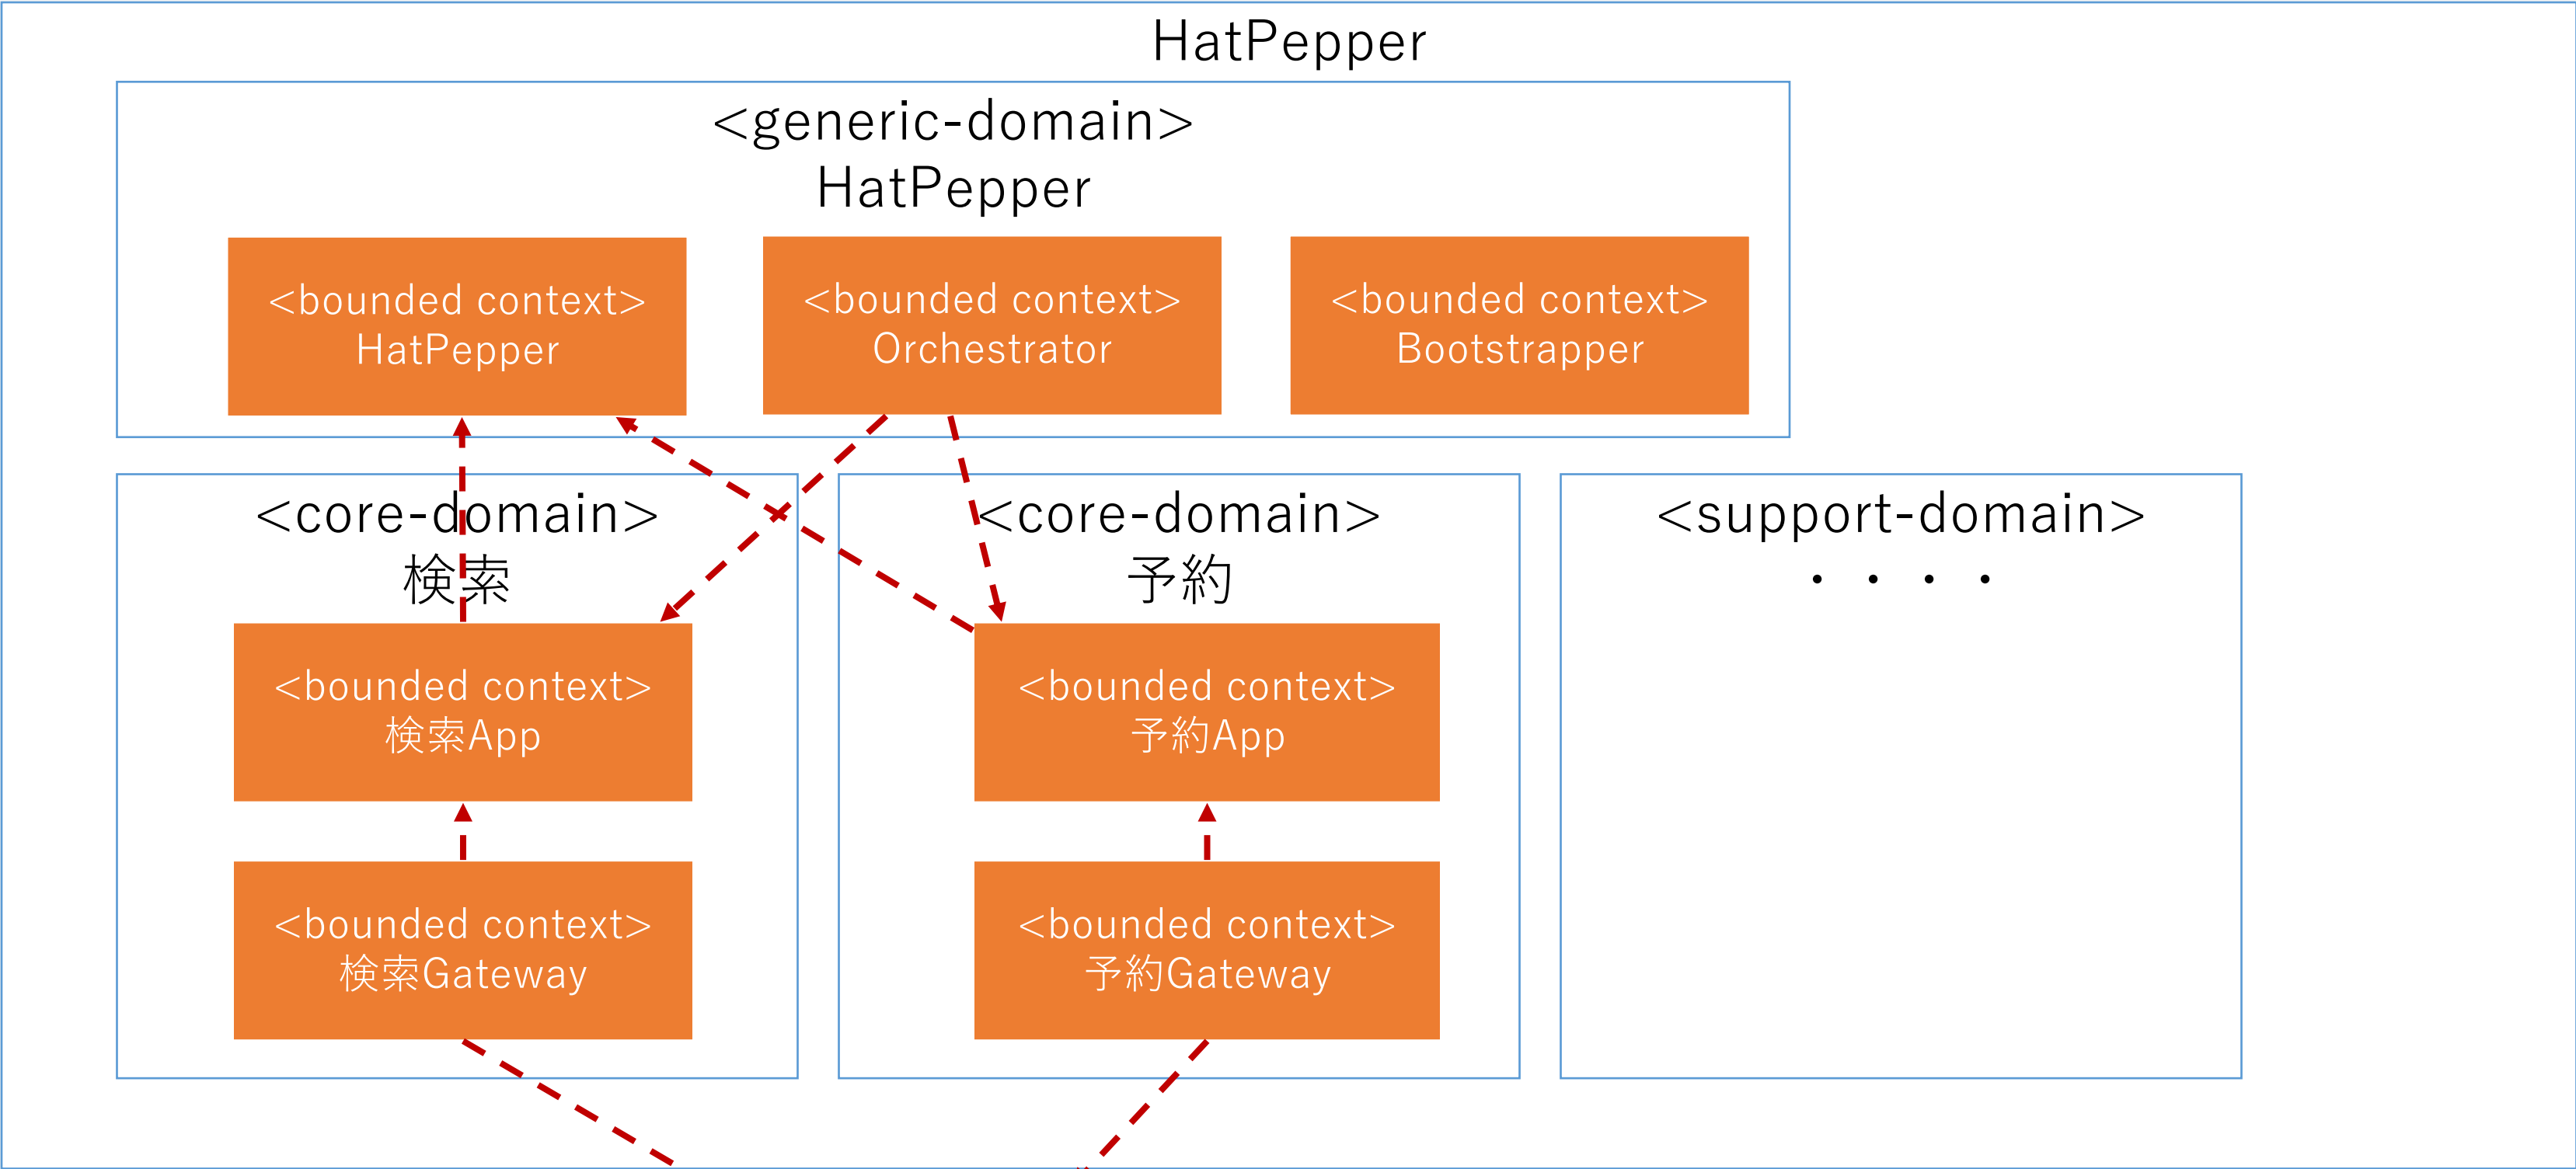 HatPepper
<generic-domain>
HatPepper
<bounded context>
HatPepper
<bounded context>
Orchestrator
<bounded context>
Bootstrapper
<core-domain>
検索
<bounded context>
検索App
<bounded context>
検索Gateway
<core-domain>
予約
<bounded context>
予約App
<bounded context>
予約Gateway
<support-domain>
・・・・